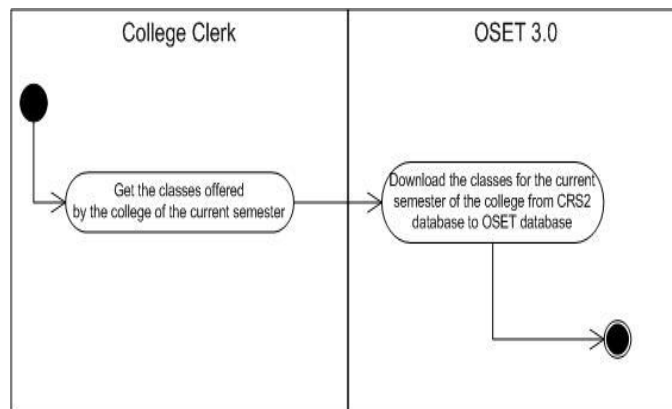 College Clerk
OSET 3.0
Get the classes offered
by the college of the current semester
Download the classes for the current
semester of the college from CRS2
database to OSET database